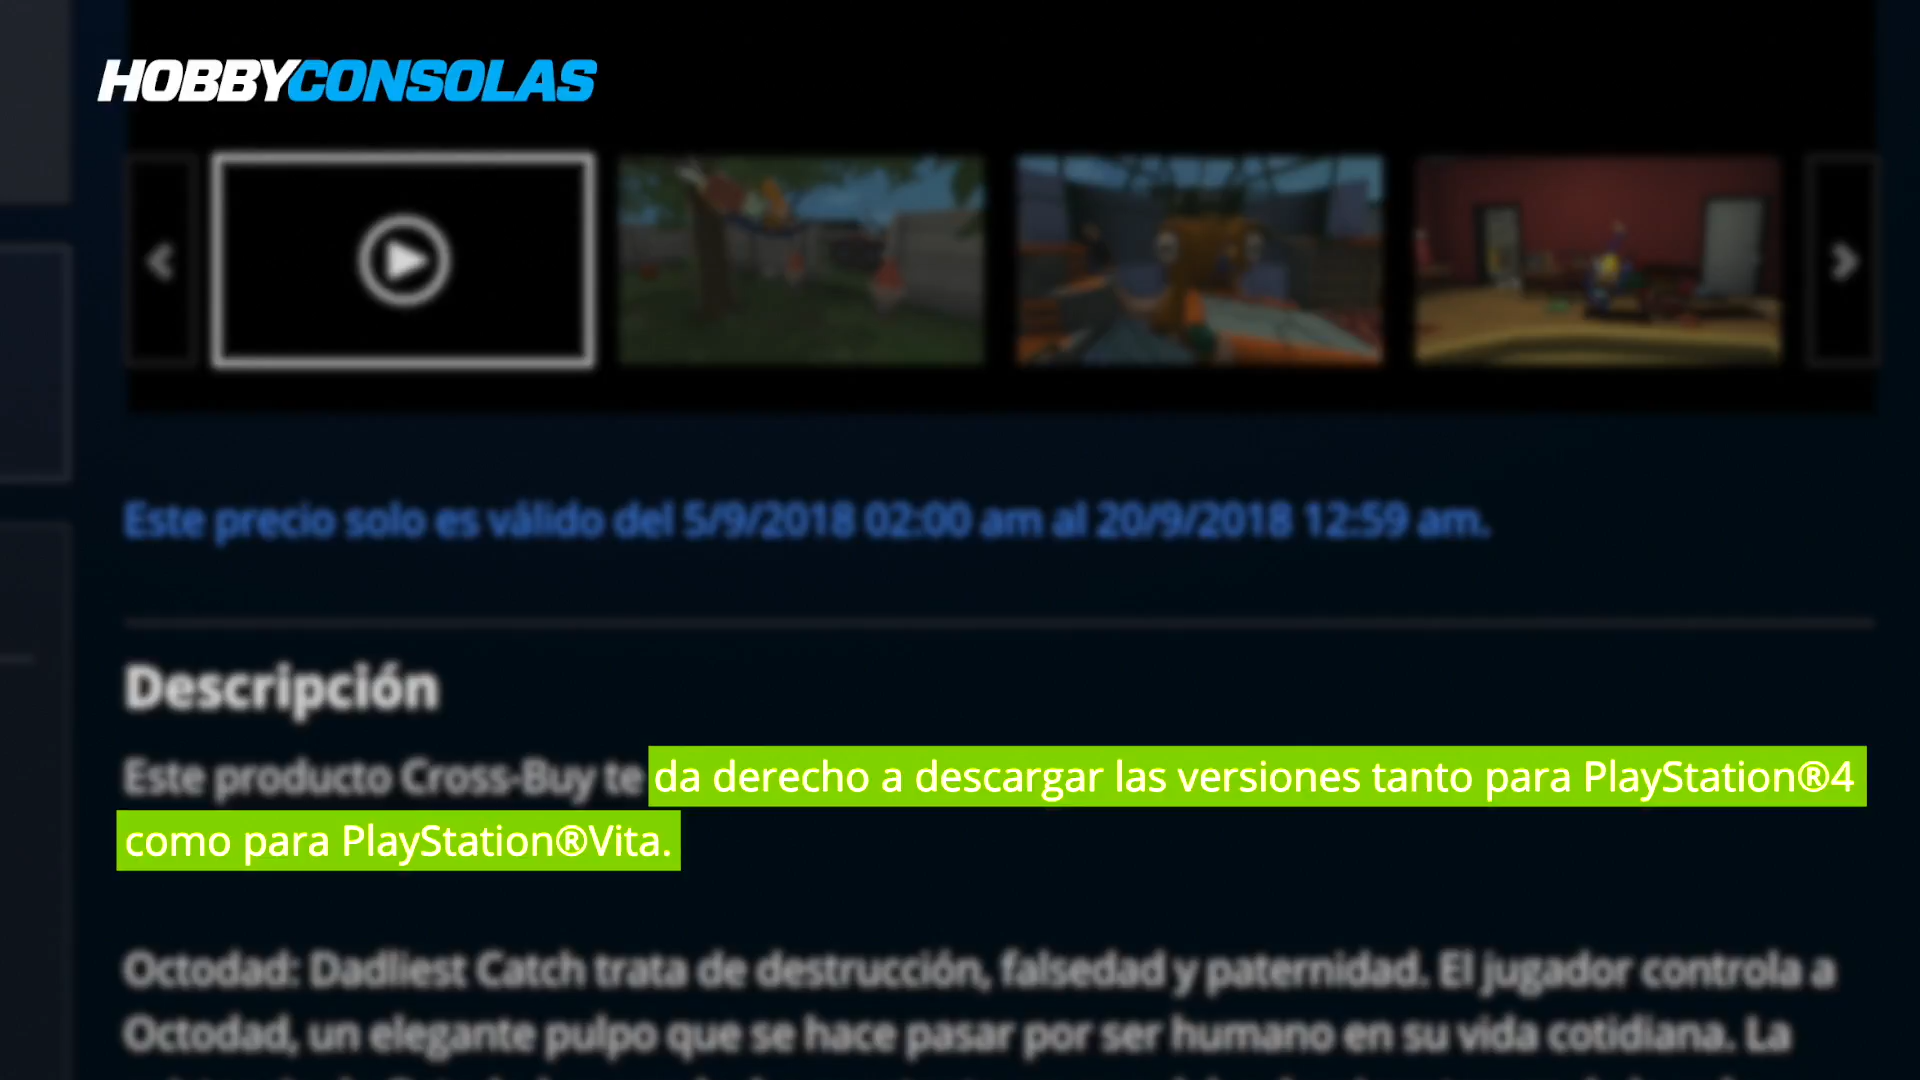 HOBBYCONSOLAS
Este precio solo es válido del 5/9/2018 02:00 am al 20/9/2018 12:59 am.
Descripción
Este producto Cross-Buy te da derecho a descargar las versiones tanto para PlayStation®4
como para PlayStation®Vita.
Octodad: Dadliest Catch trata de destrucción, falsedad y paternidad. El jugador controla a
Octodad, un elegante pulpo que se hace pasar por ser humano en su vida cotidiana. La